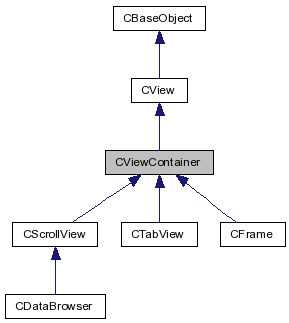 CBaseObject
CView
CViewContainer
CScrollView
CTabView
CFrame
CDataBrowser